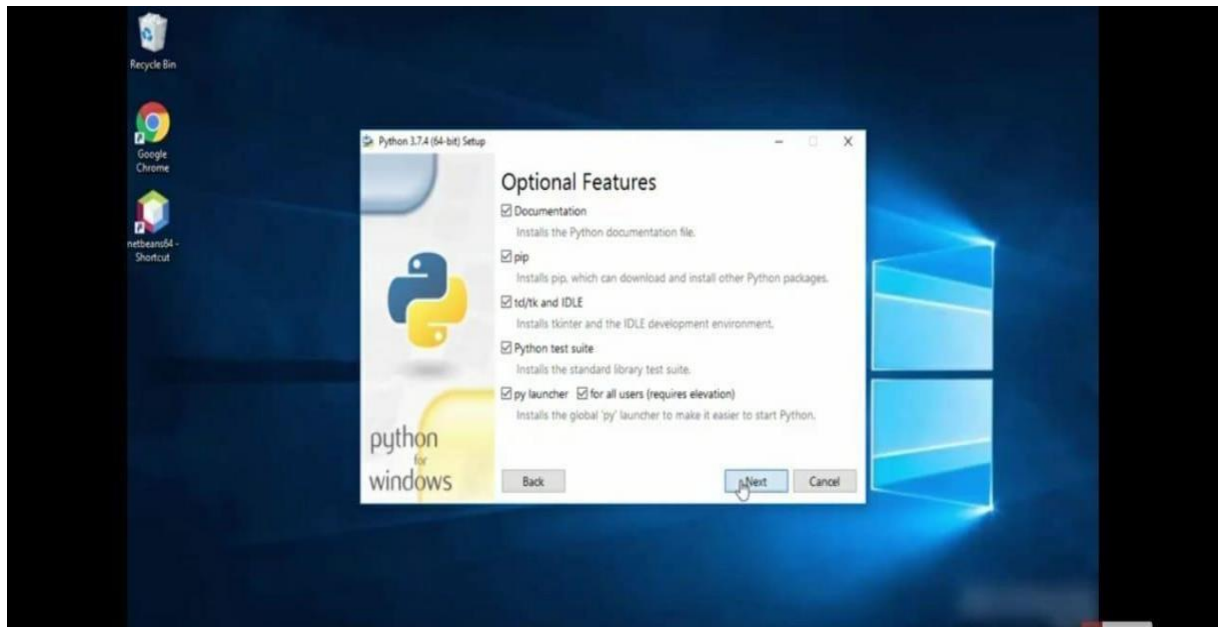 Recycle Bin
Google
Chrome
netbeans64 -
Shortcut
Python 3.7.4 (64-bit) Setup
Optional Features
Documentation
Installs the Python documentation file.
pip
Installs pip, which can download and install other Python packages.
td/tk and IDLE
Installs tkinter and the IDLE development environment.
Python test suite
Installs the standard library test suite.
py launcher for all users (requires elevation)
Installs the global 'py' launcher to make it easier to start Python.
python
for
windows
Back
Next
Cancel